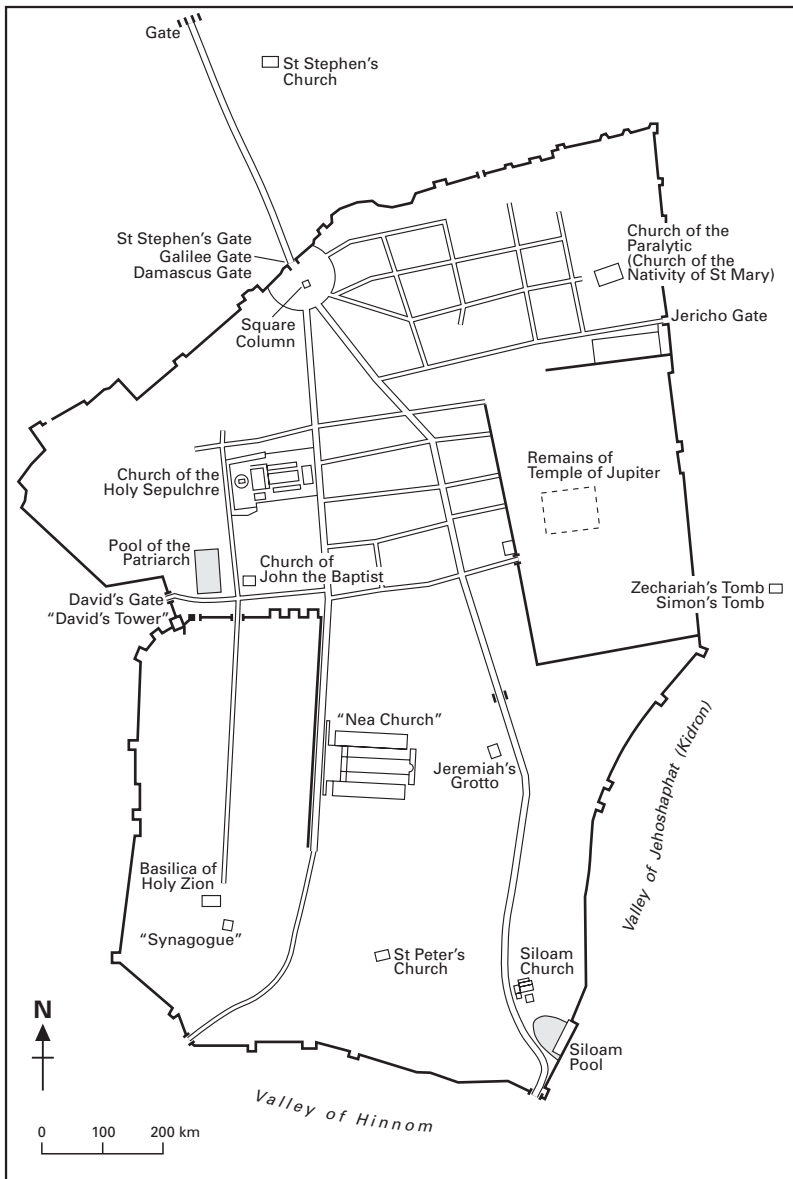 Gate
St Stephen's
Church
St Stephen's Gate
Galilee Gate
Damascus Gate
Church of the
Paralytic
(Church of the
Nativity of St Mary)
Square
Column
Jericho Gate
Church of the
Holy Sepulchre
Remains of
Temple of Jupiter
Pool of the
Patriarch
Church of
John the Baptist
David's Gate
"David's Tower"
Zechariah's Tomb
Simon's Tomb
"Nea Church"
Jeremiah's
Grotto
Valley of Jehoshaphat (Kidron)
Basilica of
Holy Zion
"Synagogue"
St Peter's
Church
Siloam
Church
Siloam
Pool
N
Valley of Hinnom
0 100 200 km